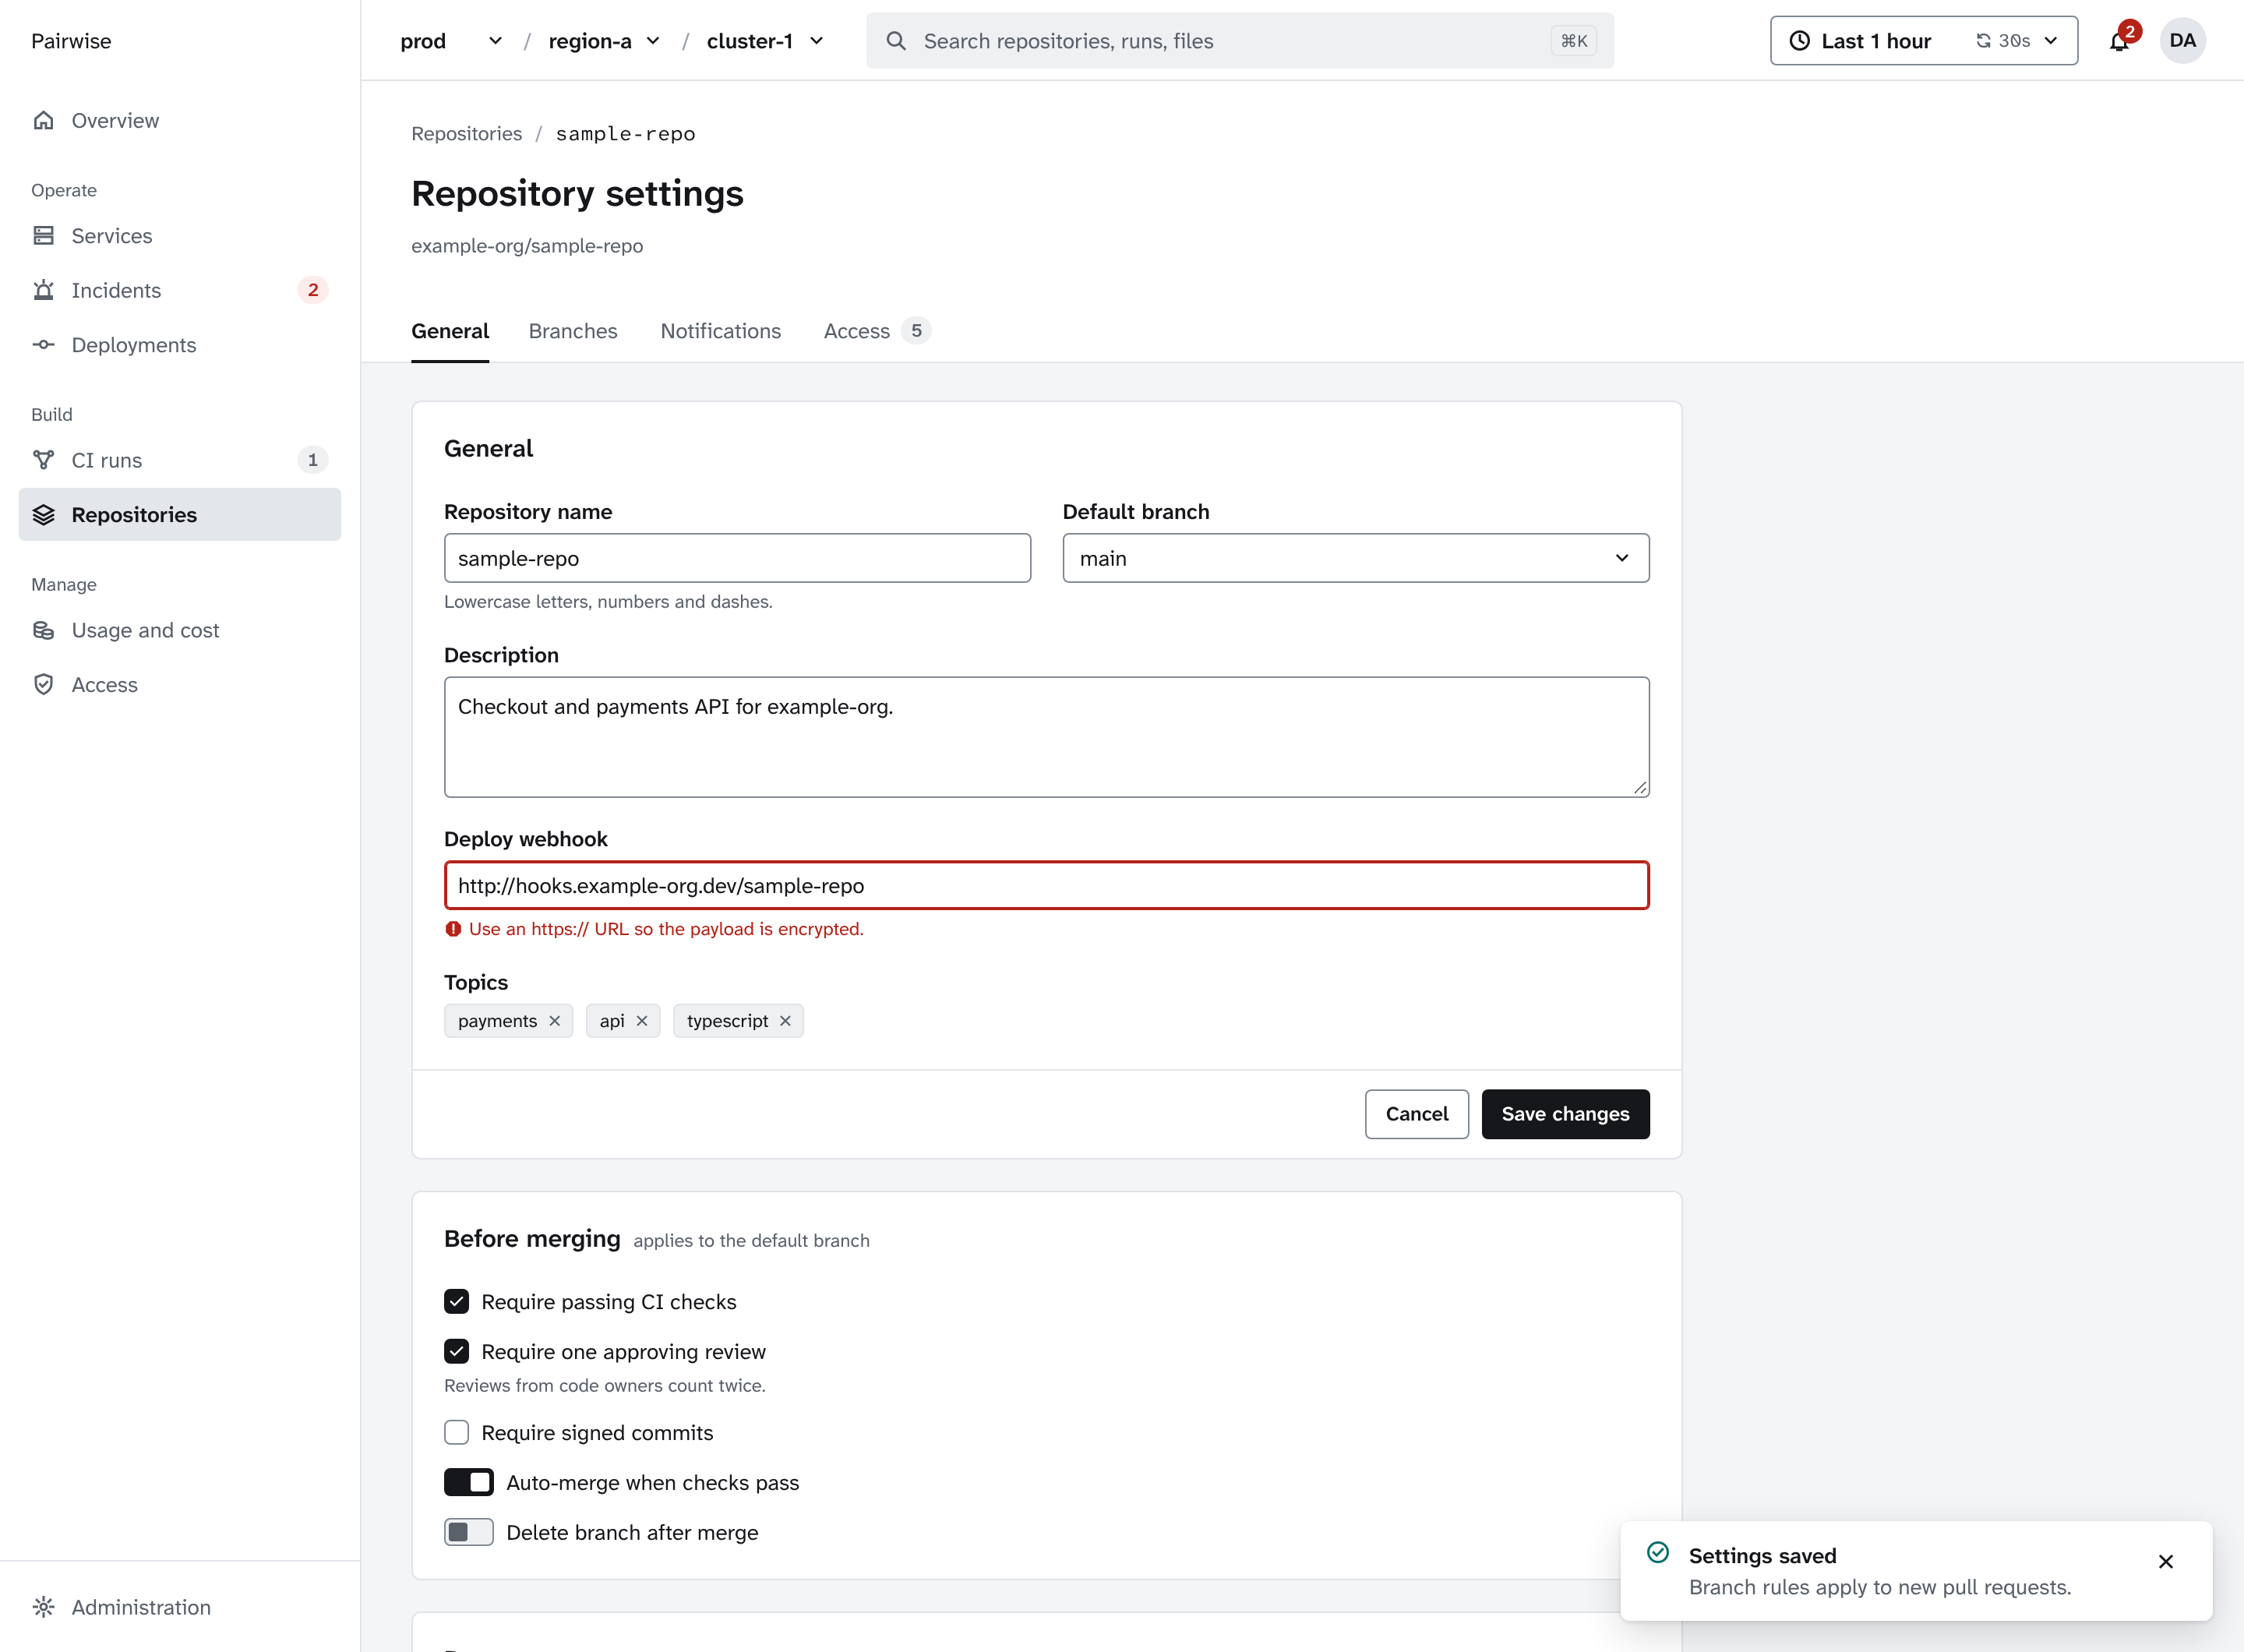 Pairwise
Overview
Operate
Services
Incidents 2
Deployments
Build
CI runs 1
Repositories
Manage
Usage and cost
Access
Administration
prod / region-a / cluster-1
Search repositories, runs, files ⌘K
Last 1 hour 30s
2
DA
Repositories / sample-repo
Repository settings
example-org/sample-repo
General Branches Notifications Access 5
General
Repository name
sample-repo
Lowercase letters, numbers and dashes.
Default branch
main
Description
Checkout and payments API for example-org.
Deploy webhook
http://hooks.example-org.dev/sample-repo
Use an https:// URL so the payload is encrypted.
Topics
payments api typescript
Cancel Save changes
Before merging applies to the default branch
Require passing CI checks
Require one approving review
Reviews from code owners count twice.
Require signed commits
Auto-merge when checks pass
Delete branch after merge
Settings saved
Branch rules apply to new pull requests.